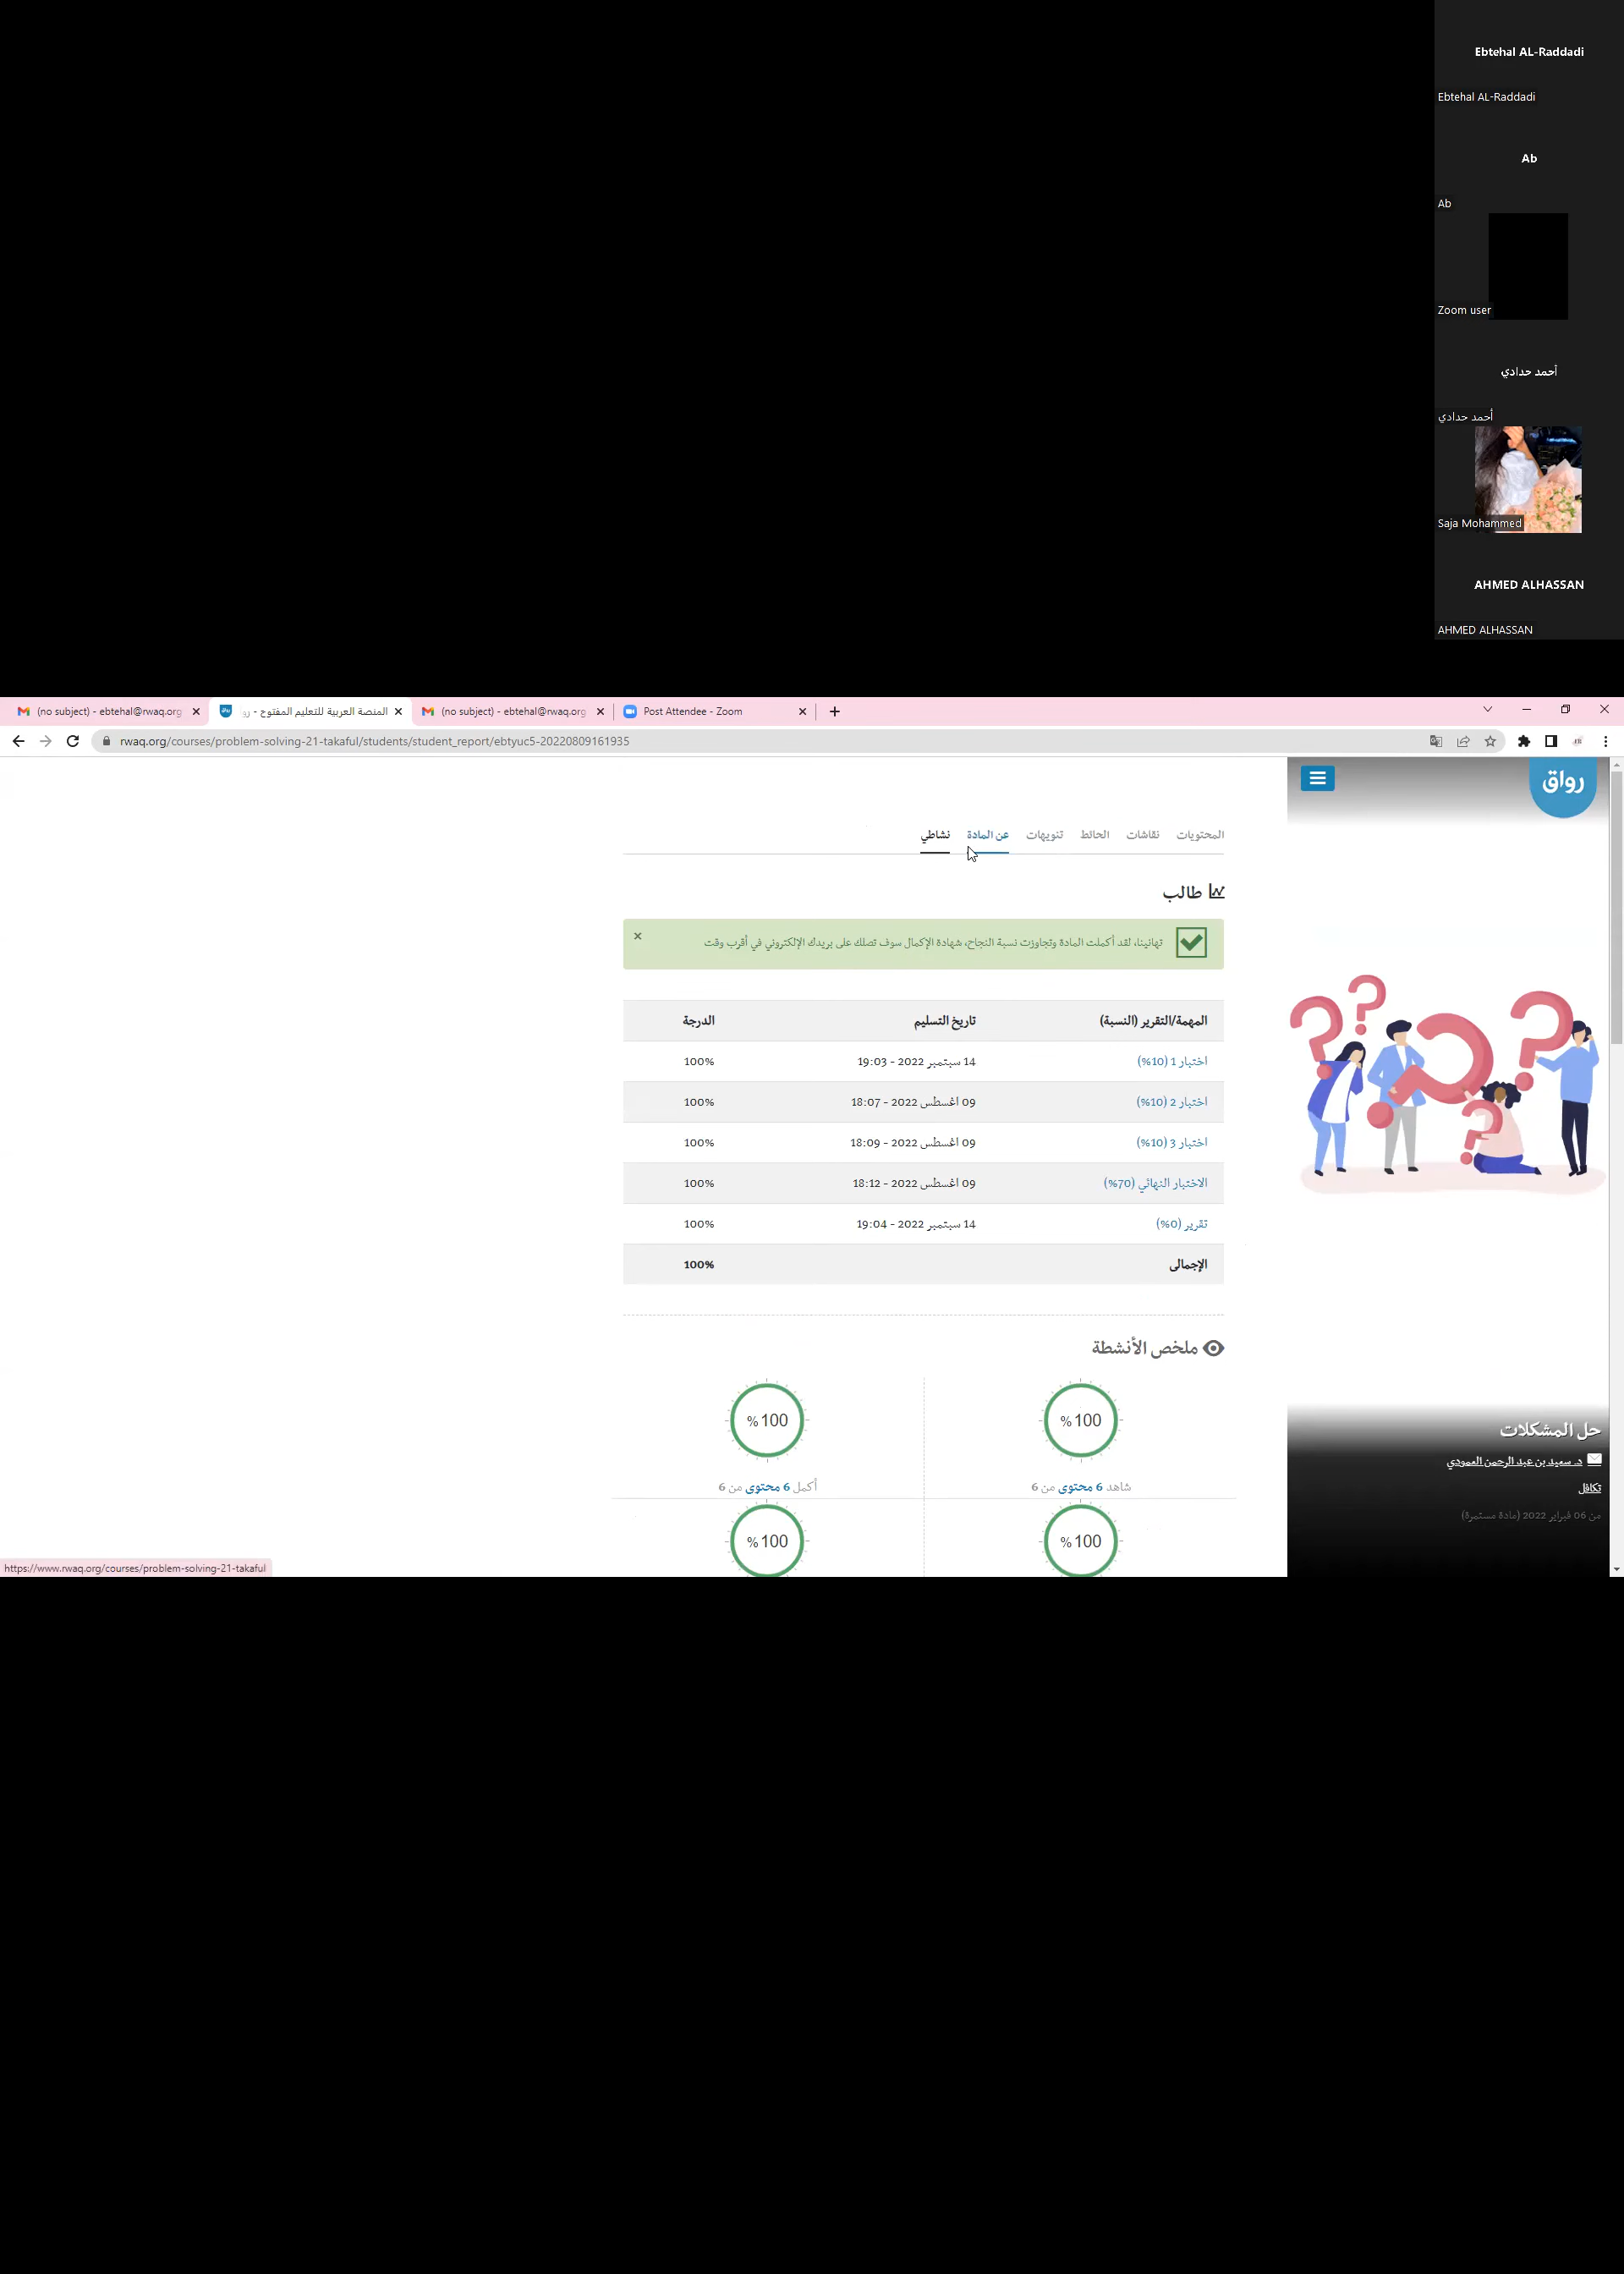 Ebtehal AL-Raddadi
Ebtehal AL-Raddadi
Ab
Ab
Zoom user
أحمد حدادي
أحمد حدادي
Saja Mohammed
AHMED ALHASSAN
AHMED ALHASSAN
(no subject) - ebtehal@rwaq.org
المنصة العربية للتعليم المفتوح - رو
(no subject) - ebtehal@rwaq.org
Post Attendee - Zoom
rwaq.org/courses/problem-solving-21-takaful/students/student_report/ebtyuc5-20220809161935
رواق
المحتويات نقاشات الحائط تنويهات عن المادة نشاطي
طالب
تهانينا، لقد أكملت المادة وتجاوزت نسبة النجاح، شهادة الإكمال سوف تصلك على بريدك الإلكتروني في أقرب وقت
المهمة/التقرير (النسبة) تاريخ التسليم الدرجة
اختبار 1 (10%) 14 سبتمبر 2022 - 19:03 100%
اختبار 2 (10%) 09 اغسطس 2022 - 18:07 100%
اختبار 3 (10%) 09 اغسطس 2022 - 18:09 100%
الاختبار النهائي (70%) 09 اغسطس 2022 - 18:12 100%
تقرير (0%) 14 سبتمبر 2022 - 19:04 100%
الإجمالى 100%
ملخص الأنشطة
% 100 % 100
شاهد 6 محتوى من 6 أكمل 6 محتوى من 6
% 100 % 100
حل المشكلات
د. سعيد بن عبد الرحمن العمودي
تكافل
من 06 فبراير 2022 (مادة مستمرة)
https://www.rwaq.org/courses/problem-solving-21-takaful